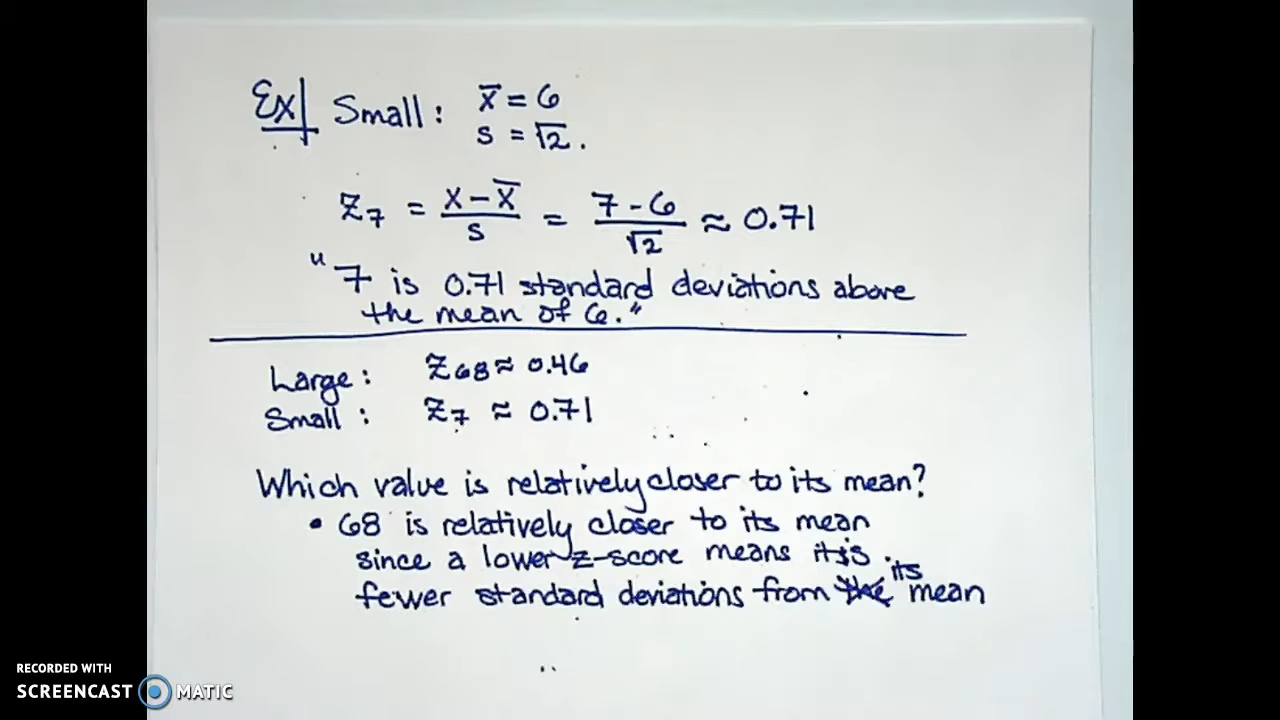 Ex Small: x̄ = 6
s = √2.
Z₇ = (x - x̄)/s = (7 - 6)/√2 ≈ 0.71
"7 is 0.71 standard deviations above
the mean of 6."
Large: Z₆₈ ≈ 0.46
Small: Z₇ ≈ 0.71
Which value is relatively closer to its mean?
• 68 is relatively closer to its mean
since a lower z-score means it is
fewer standard deviations from its mean
RECORDED WITH
SCREENCAST MATIC